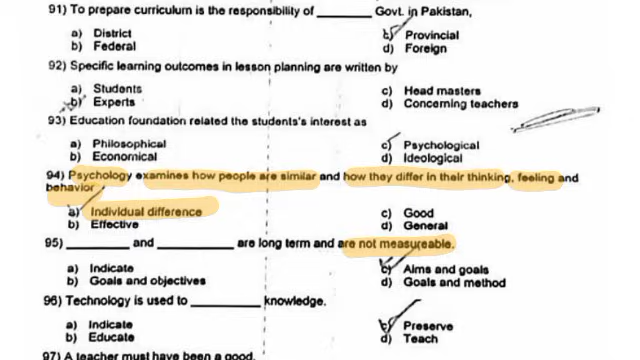 91) To prepare curriculum is the responsibility of ________ Govt. in Pakistan,
a) District
c) Provincial
b) Federal
d) Foreign
92) Specific learning outcomes in lesson planning are written by
a) Students
c) Head masters
b) Experts
d) Concerning teachers
93) Education foundation related the students's interest as
a) Philosophical
c) Psychological
b) Economical
d) Ideological
94) Psychology examines how people are similar and how they differ in their thinking, feeling and
behavior
a) Individual difference
c) Good
b) Effective
d) General
95) ________ and ________ are long term and are not measureable.
a) Indicate
c) Aims and goals
b) Goals and objectives
d) Goals and method
96) Technology is used to ________ knowledge.
a) Indicate
c) Preserve
b) Educate
d) Teach
97) A teacher must have been a good.